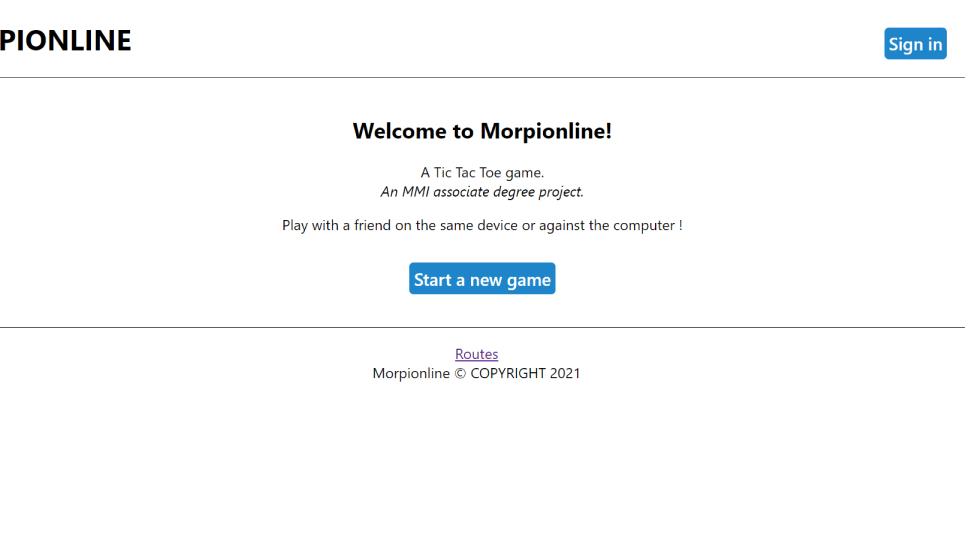 PIONLINE
Sign in
Welcome to Morpionline!
A Tic Tac Toe game.
An MMI associate degree project.
Play with a friend on the same device or against the computer !
Start a new game
Routes
Morpionline © COPYRIGHT 2021